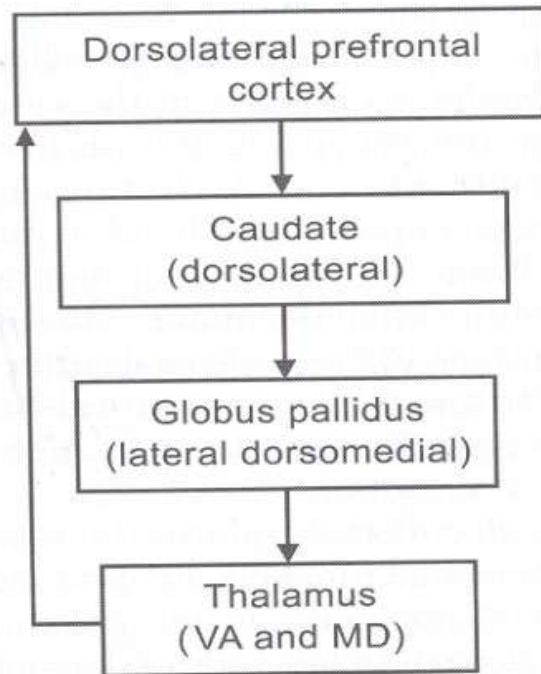 Dorsolateral prefrontal
cortex
Caudate
(dorsolateral)
Globus pallidus
(lateral dorsomedial)
Thalamus
(VA and MD)